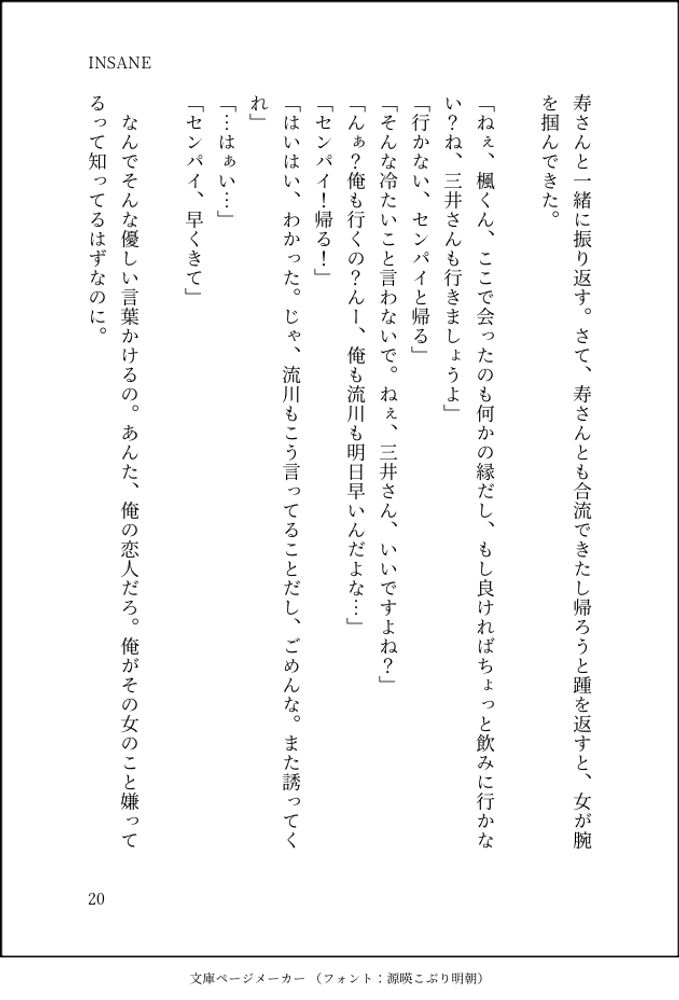 INSANE
寿さんと一緒に振り返す。さて、寿さんとも合流できたし帰ろうと踵を返すと、女が腕
を掴んできた。
「ねぇ、楓くん、ここで会ったのも何かの縁だし、もし良ければちょっと飲みに行かな
い？ね、三井さんも行きましょうよ」
「行かない、センパイと帰る」
「そんな冷たいこと言わないで。ねぇ、三井さん、いいですよね？」
「んぁ？俺も行くの？んー、俺も流川も明日早いんだよな…」
「センパイ！帰る！」
「はいはい、わかった。じゃ、流川もこう言ってることだし、ごめんな。また誘ってく
れ」
「…はぁい…」
「センパイ、早くきて」
なんでそんな優しい言葉かけるの。あんた、俺の恋人だろ。俺がその女のこと嫌って
るって知ってるはずなのに。
20
文庫ページメーカー （フォント：源暎こぶり明朝）